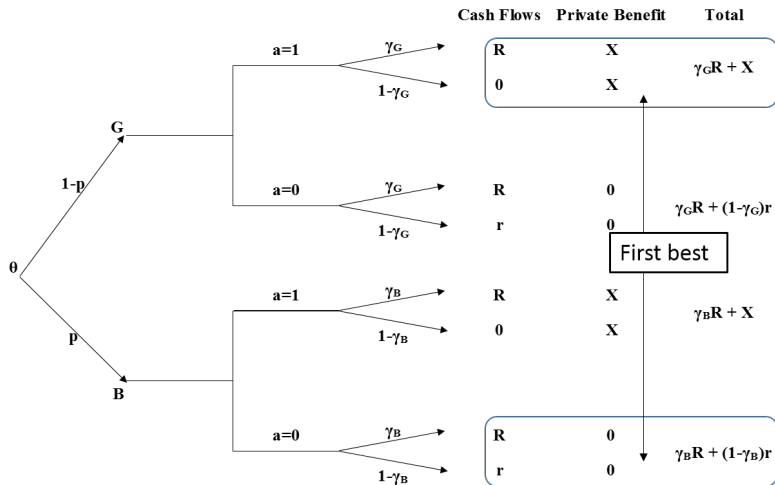 Cash Flows Private Benefit Total
a=1 γG R X
γGR + X
1-γG 0 X
G
1-p
a=0 γG R 0
γGR + (1-γG)r
1-γG r 0
First best
θ
a=1 γB R X
γBR + X
p 1-γB 0 X
B
a=0 γB R 0
γBR + (1-γB)r
1-γB r 0